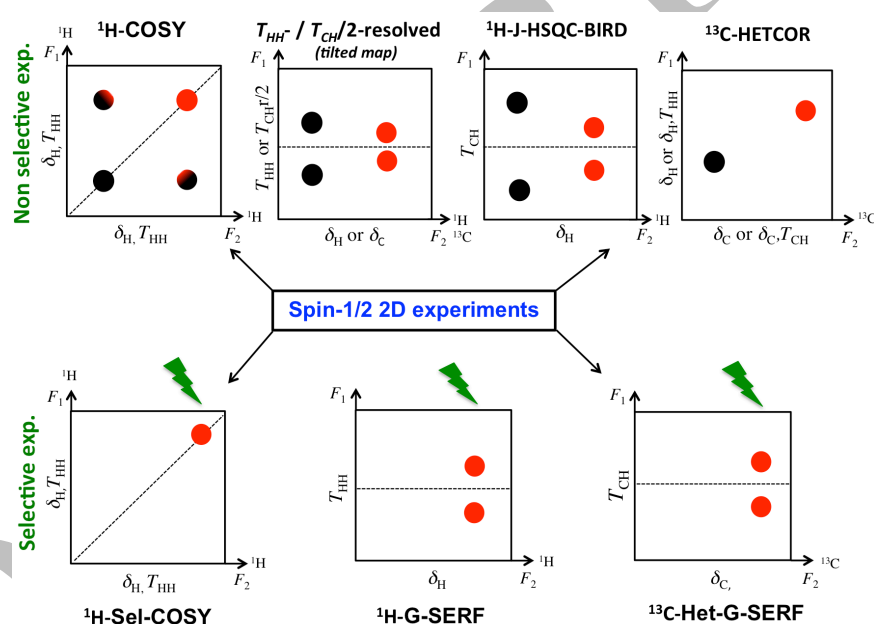 ¹H-COSY
T_HH- / T_CH/2-resolved
(tilted map)
¹H-J-HSQC-BIRD
¹³C-HETCOR
Non selective exp.
¹H
F₁
δ_H, T_HH
δ_H, T_HH
¹H
F₂
F₁
T_HH or T_CHr/2
δ_H or δ_C
¹H
F₂ ¹³C
F₁
T_CH
δ_H
¹H
F₂
F₁
δ_H or δ_H,T_HH
δ_C or δ_C,T_CH
¹³C
F₂
Spin-1/2 2D experiments
Selective exp.
¹H
F₁
δ_H,T_HH
δ_H, T_HH
¹H
F₂
¹H-Sel-COSY
F₁
T_HH
δ_H
¹H
F₂
¹H-G-SERF
F₁
T_CH
δ_C,
¹³C
F₂
¹³C-Het-G-SERF